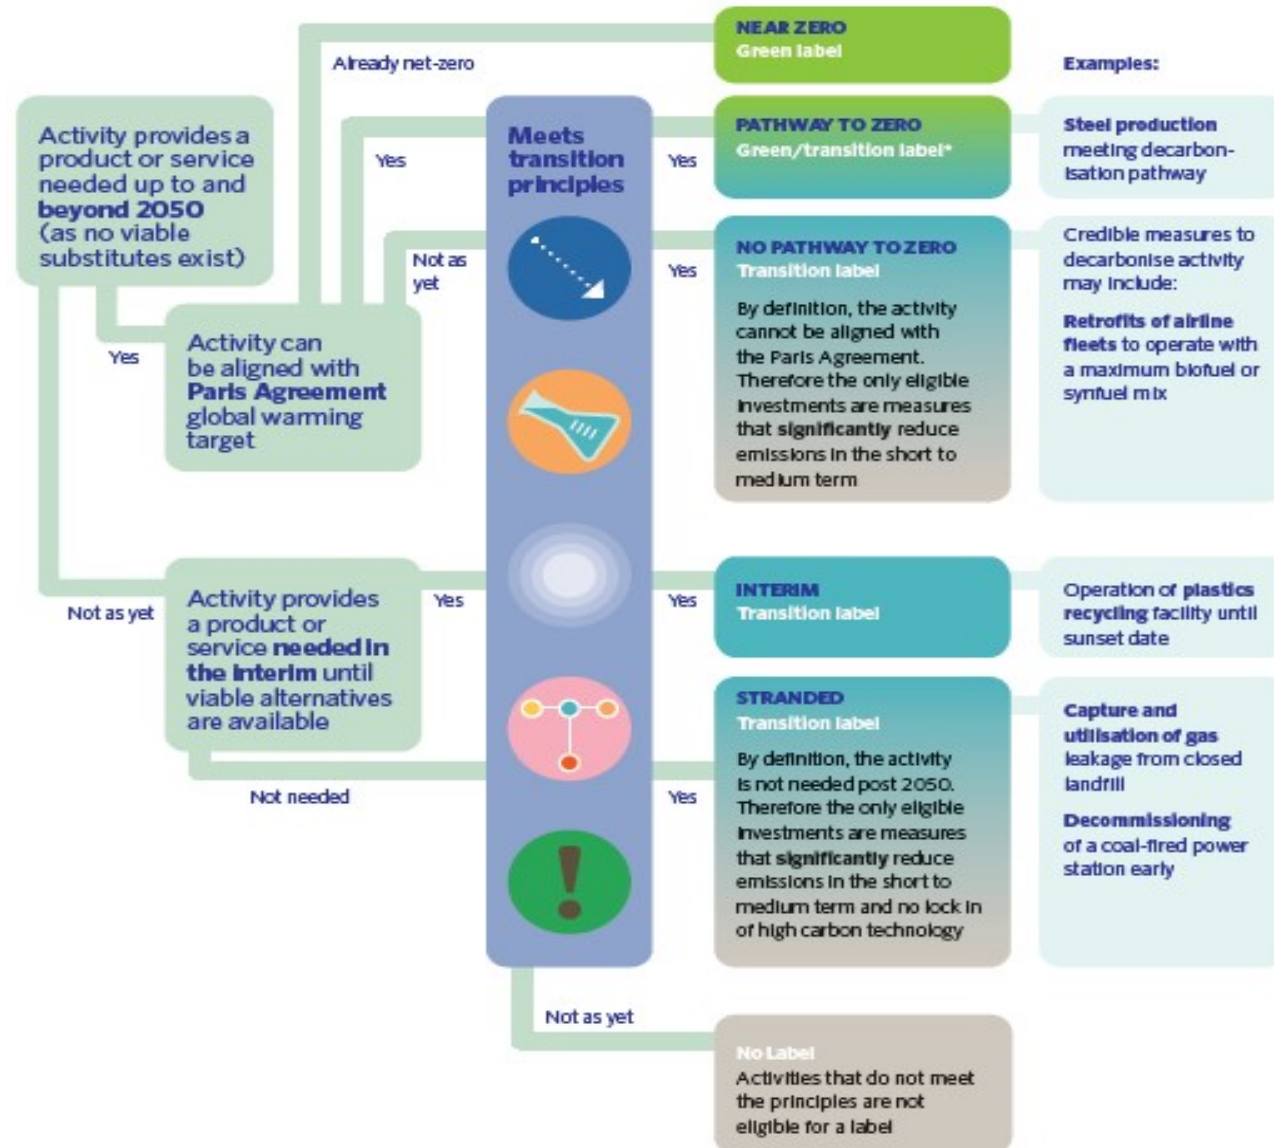 NEAR ZERO
Green label
Already net-zero
Examples:
Activity provides a
product or service
needed up to and
beyond 2050
(as no viable
substitutes exist)
Yes
Meets
transition
principles
Yes
PATHWAY TO ZERO
Green/transition label*
Steel production
meeting decarbon-
isation pathway
Not as
yet
Yes
NO PATHWAY TO ZERO
Transition label
By definition, the activity
cannot be aligned with
the Paris Agreement.
Therefore the only eligible
investments are measures
that significantly reduce
emissions in the short to
medium term
Credible measures to
decarbonise activity
may include:
Retrofits of airline
fleets to operate with
a maximum biofuel or
synfuel mix
Yes
Activity can
be aligned with
Paris Agreement
global warming
target
Not as yet
Activity provides
a product or
service needed in
the interim until
viable alternatives
are available
Yes
Yes
INTERIM
Transition label
Operation of plastics
recycling facility until
sunset date
Not needed
Yes
STRANDED
Transition label
By definition, the activity
is not needed post 2050.
Therefore the only eligible
investments are measures
that significantly reduce
emissions in the short to
medium term and no lock in
of high carbon technology
Capture and
utilisation of gas
leakage from closed
landfill
Decommissioning
of a coal-fired power
station early
Not as yet
No Label
Activities that do not meet
the principles are not
eligible for a label